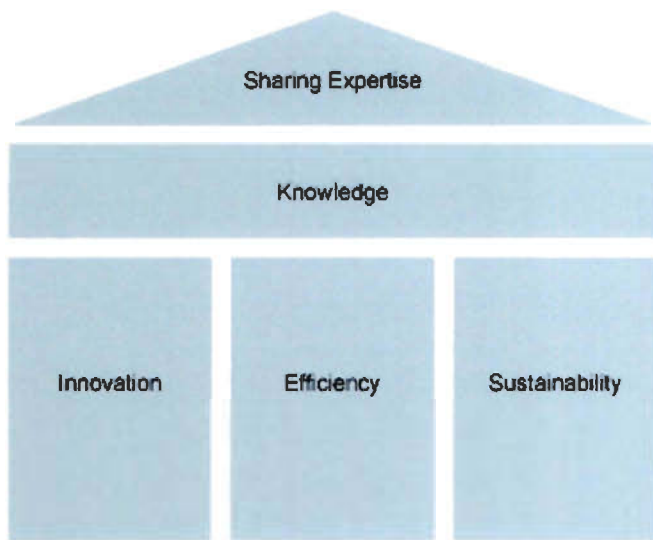 Sharing Expertise
Knowledge
Innovation
Efficiency
Sustainability